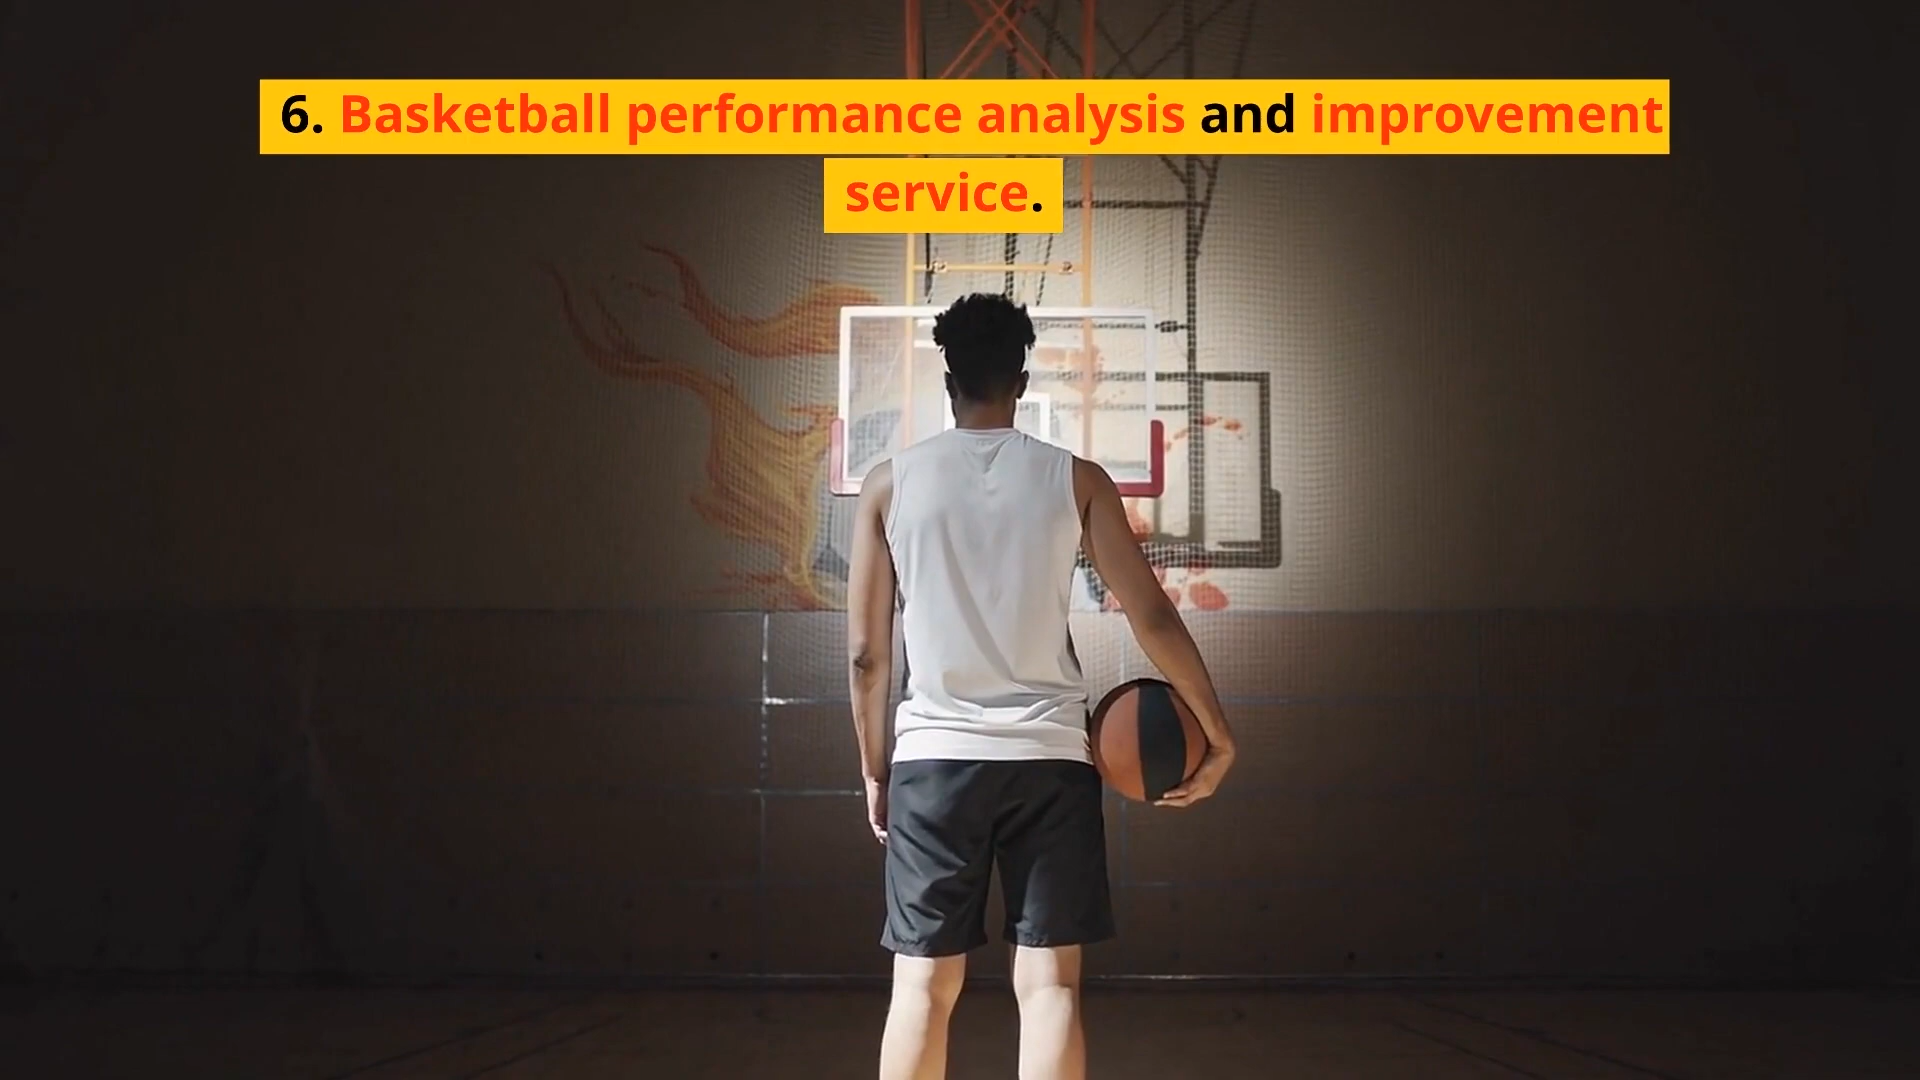 6. Basketball performance analysis and improvement
service.